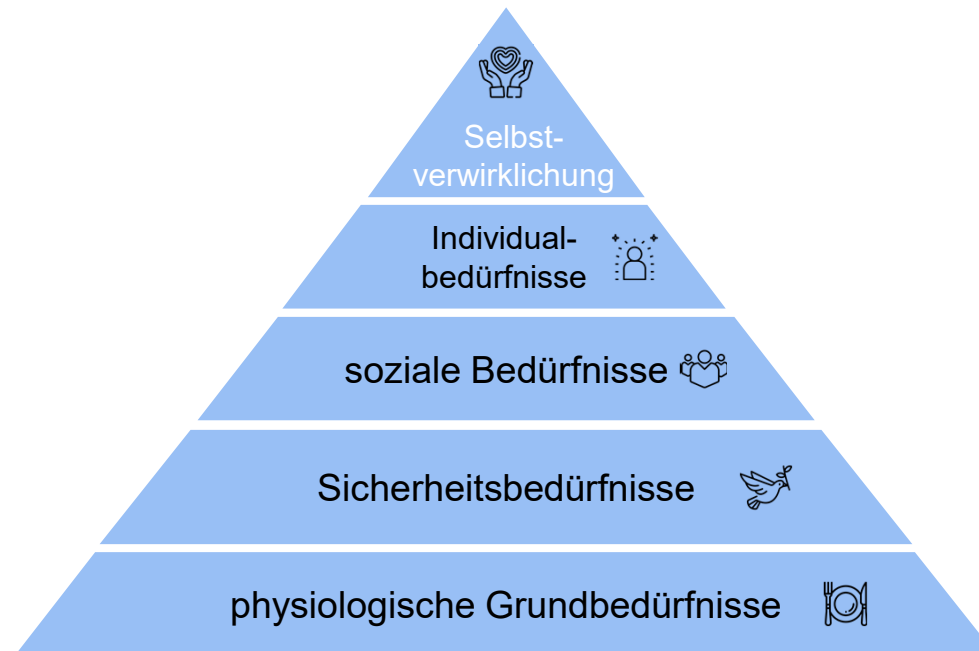 Selbst-
verwirklichung
Individual-
bedürfnisse
soziale Bedürfnisse
Sicherheitsbedürfnisse
physiologische Grundbedürfnisse